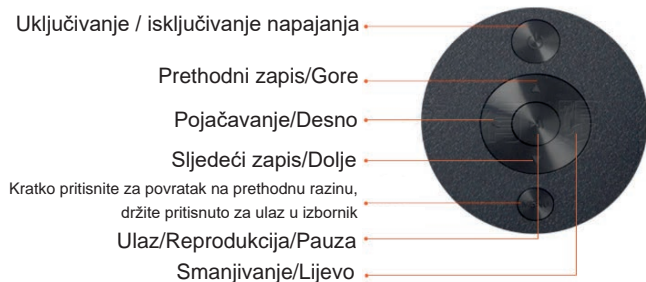 Uključivanje / isključivanje napajanja
Prethodni zapis/Gore
Pojačavanje/Desno
Sljedeći zapis/Dolje
Kratko pritisnite za povratak na prethodnu razinu,
držite pritisnuto za ulaz u izbornik
Ulaz/Reprodukcija/Pauza
Smanjivanje/Lijevo